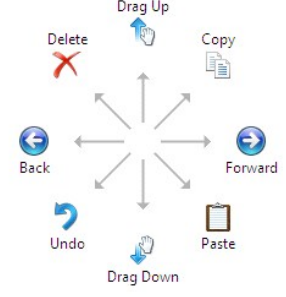 Drag Up
Delete
Copy
Back
Forward
Undo
Paste
Drag Down